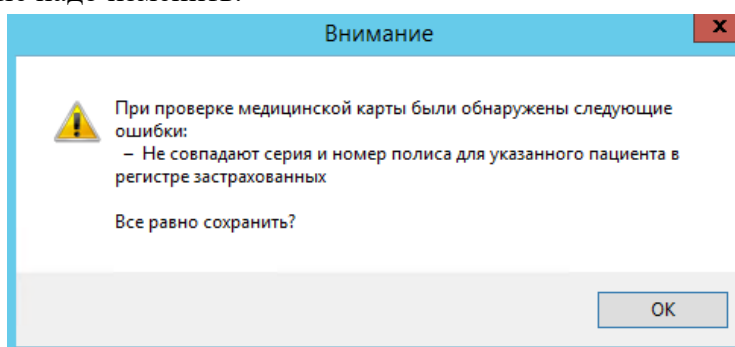 Внимание
При проверке медицинской карты были обнаружены следующие
ошибки:
– Не совпадают серия и номер полиса для указанного пациента в
регистре застрахованных
Все равно сохранить?
OK